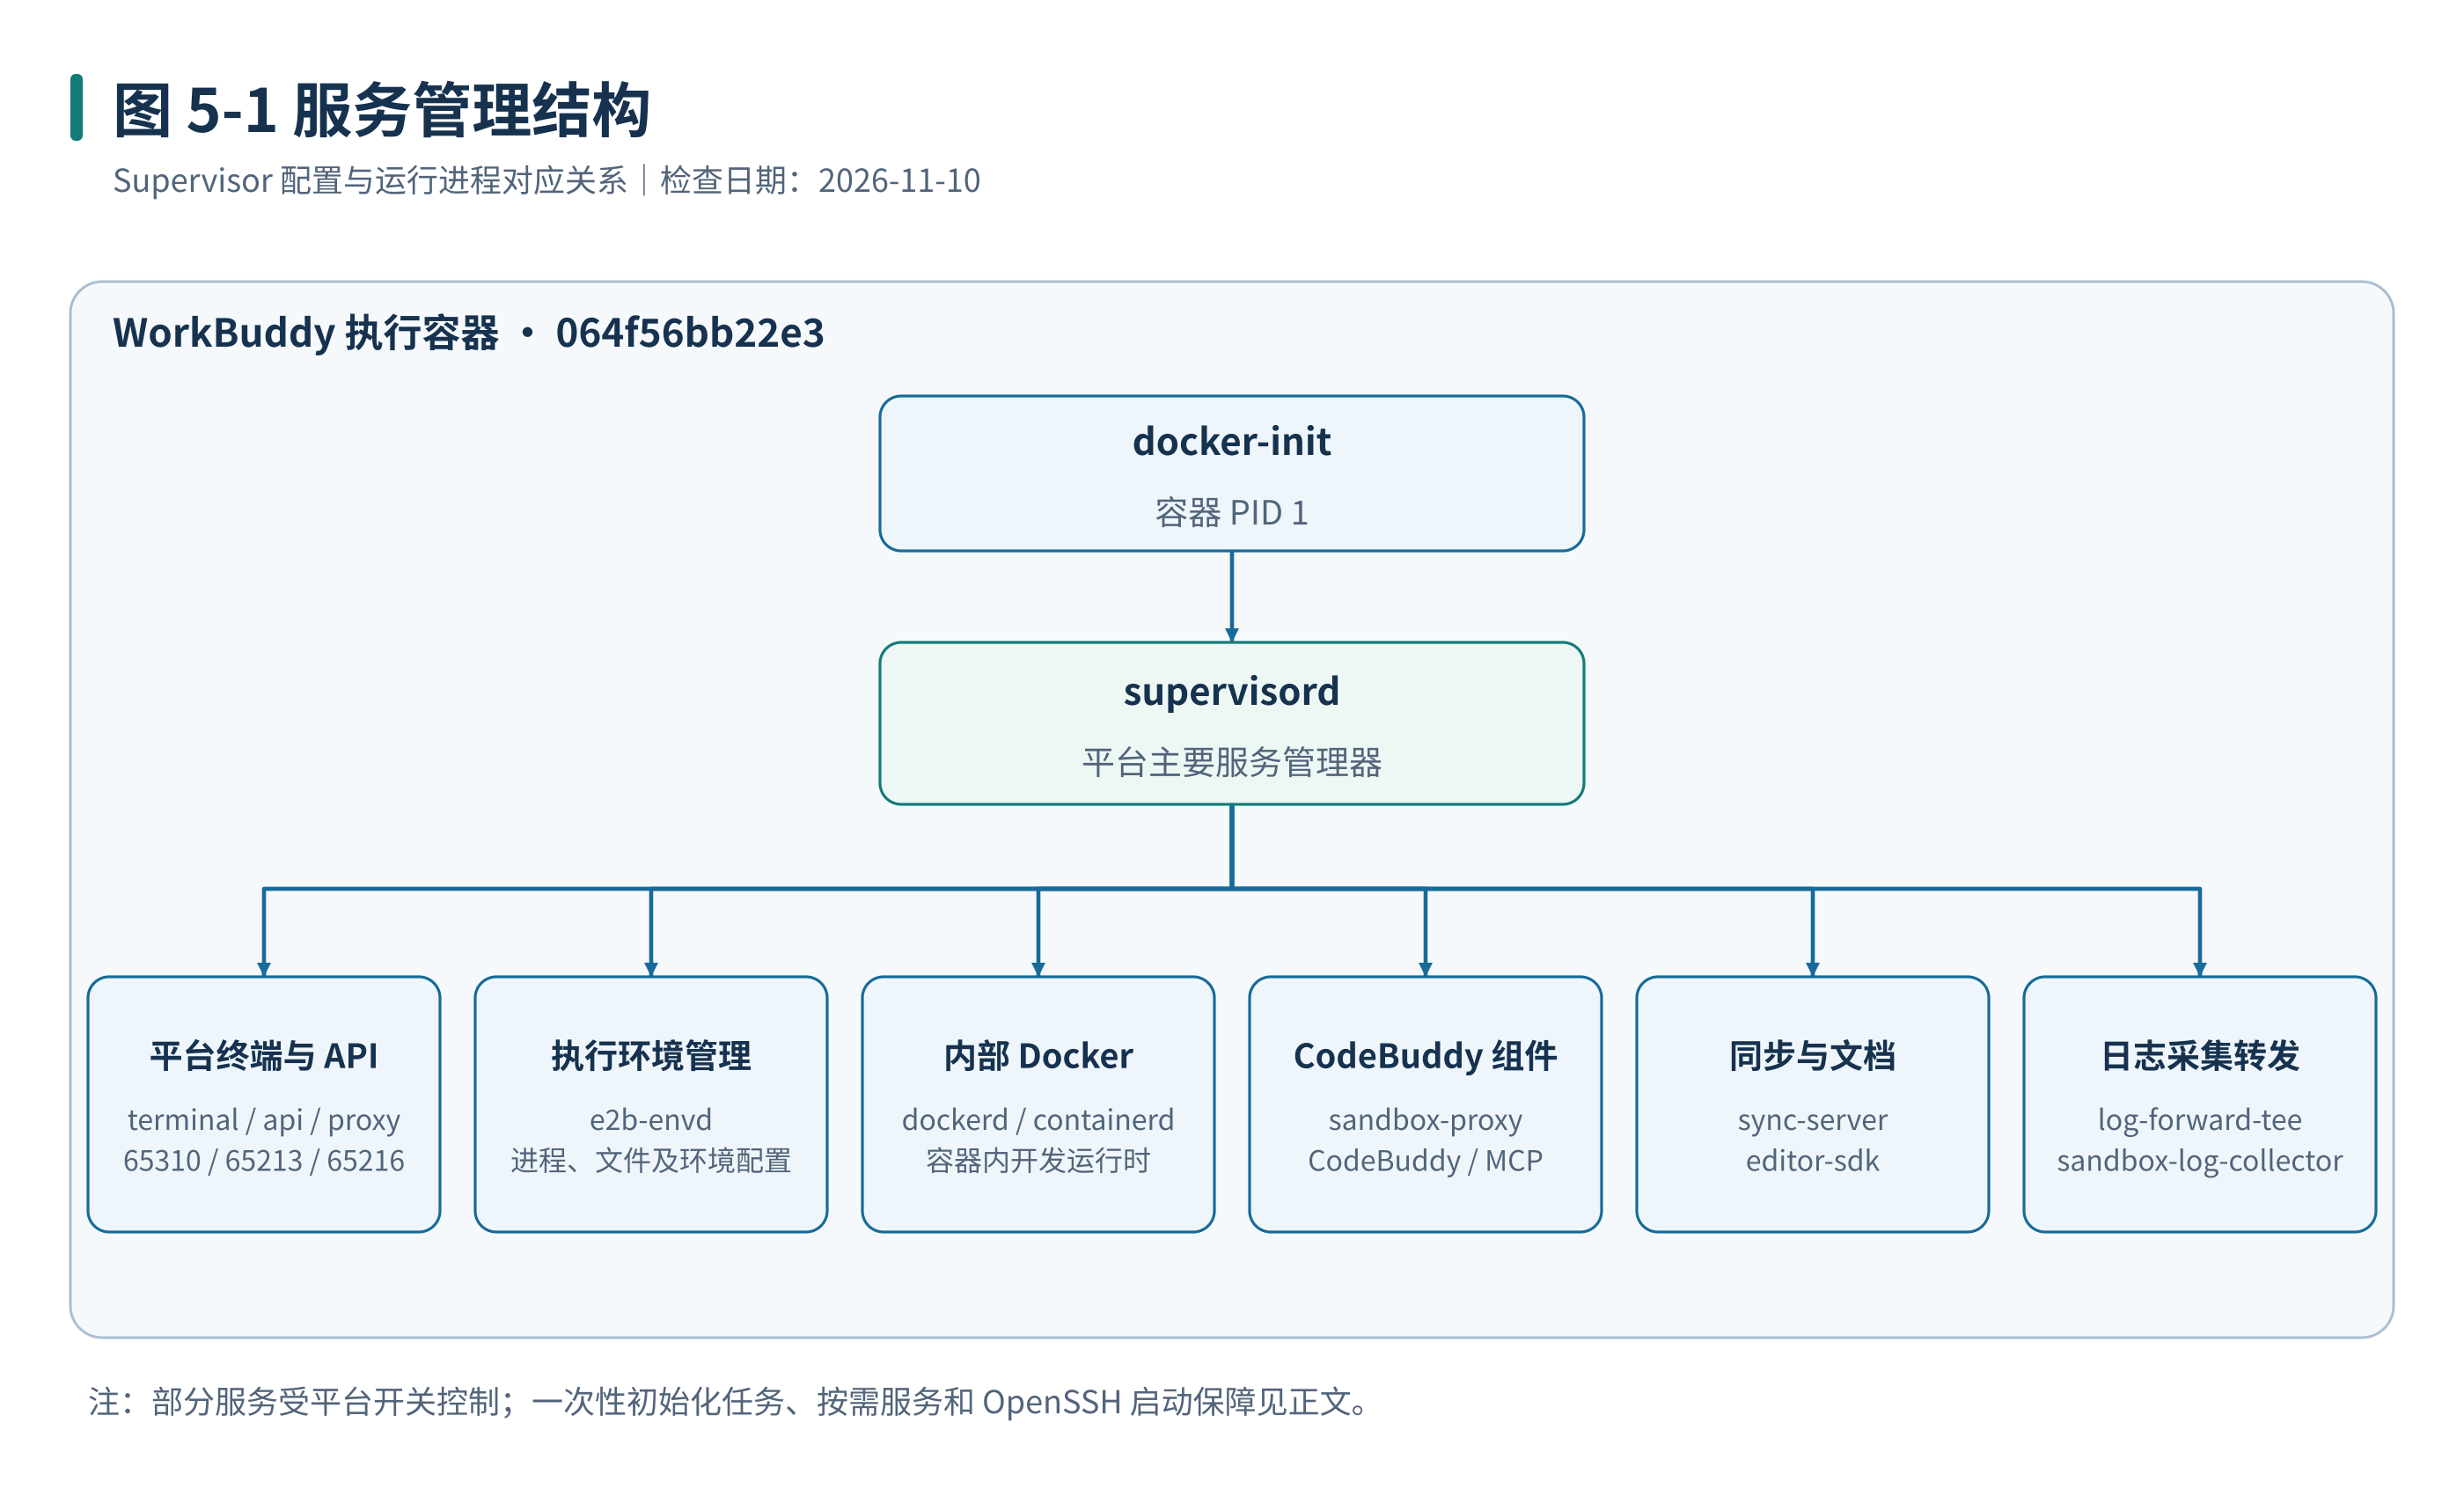 图 5-1 服务管理结构
Supervisor 配置与运行进程对应关系｜检查日期：2026-11-10
WorkBuddy 执行容器 · 064f56bb22e3
docker-init
容器 PID 1
supervisord
平台主要服务管理器
平台终端与 API
terminal / api / proxy
65310 / 65213 / 65216
执行环境管理
e2b-envd
进程、文件及环境配置
内部 Docker
dockerd / containerd
容器内开发运行时
CodeBuddy 组件
sandbox-proxy
CodeBuddy / MCP
同步与文档
sync-server
editor-sdk
日志采集转发
log-forward-tee
sandbox-log-collector
注：部分服务受平台开关控制；一次性初始化任务、按需服务和 OpenSSH 启动保障见正文。